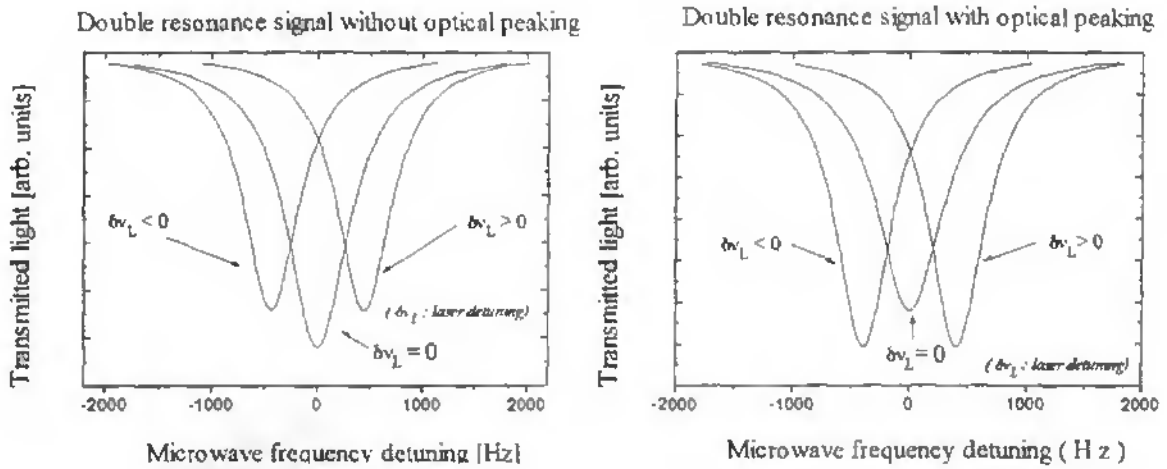 Double resonance signal without optical peaking
Transmitted light [arb. units]
δν_L < 0
δν_L > 0
(δν_L : laser detuning)
δν_L = 0
-2000 -1000 0 1000 2000
Microwave frequency detuning [Hz]
Double resonance signal with optical peaking
Transmitted light [arb. units]
δν_L < 0
δν_L > 0
δν_L = 0
(δν_L : laser detuning)
-2000 -1000 0 1000 2000
Microwave frequency detuning ( H z )